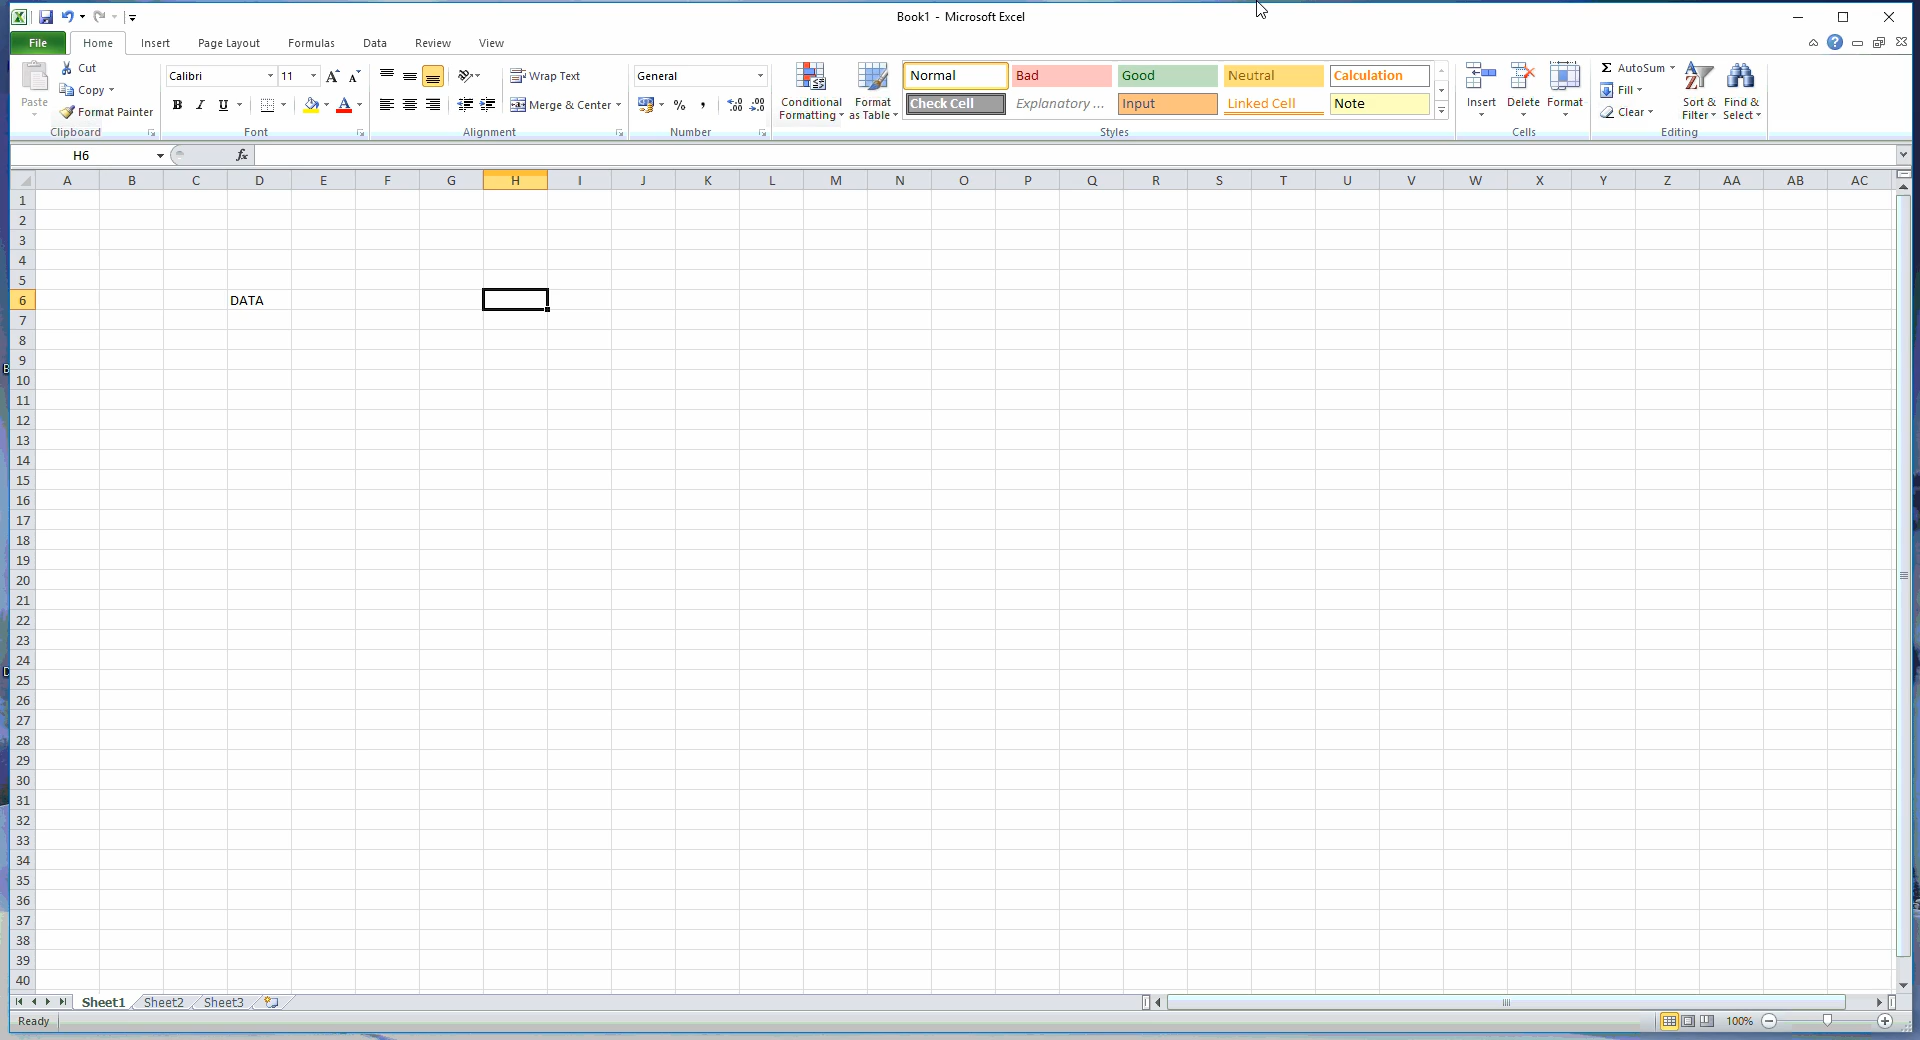 Book1 - Microsoft Excel
File Home Insert Page Layout Formulas Data Review View
Paste
Cut
Copy
Format Painter
Clipboard
Calibri 11
B I U
Font
Wrap Text
Merge & Center
Alignment
General
% , .00 .00
Number
Conditional Formatting
Format as Table
Normal Bad Good Neutral Calculation
Check Cell Explanatory ... Input Linked Cell Note
Styles
Insert Delete Format
Cells
Σ AutoSum
Fill
Clear
Sort & Filter
Find & Select
Editing
H6 fx
A B C D E F G H I J K L M N O P Q R S T U V W X Y Z AA AB AC
1
2
3
4
5
6 DATA
7
8
9
10
11
12
13
14
15
16
17
18
19
20
21
22
23
24
25
26
27
28
29
30
31
32
33
34
35
36
37
38
39
40
Sheet1 Sheet2 Sheet3
Ready 100%